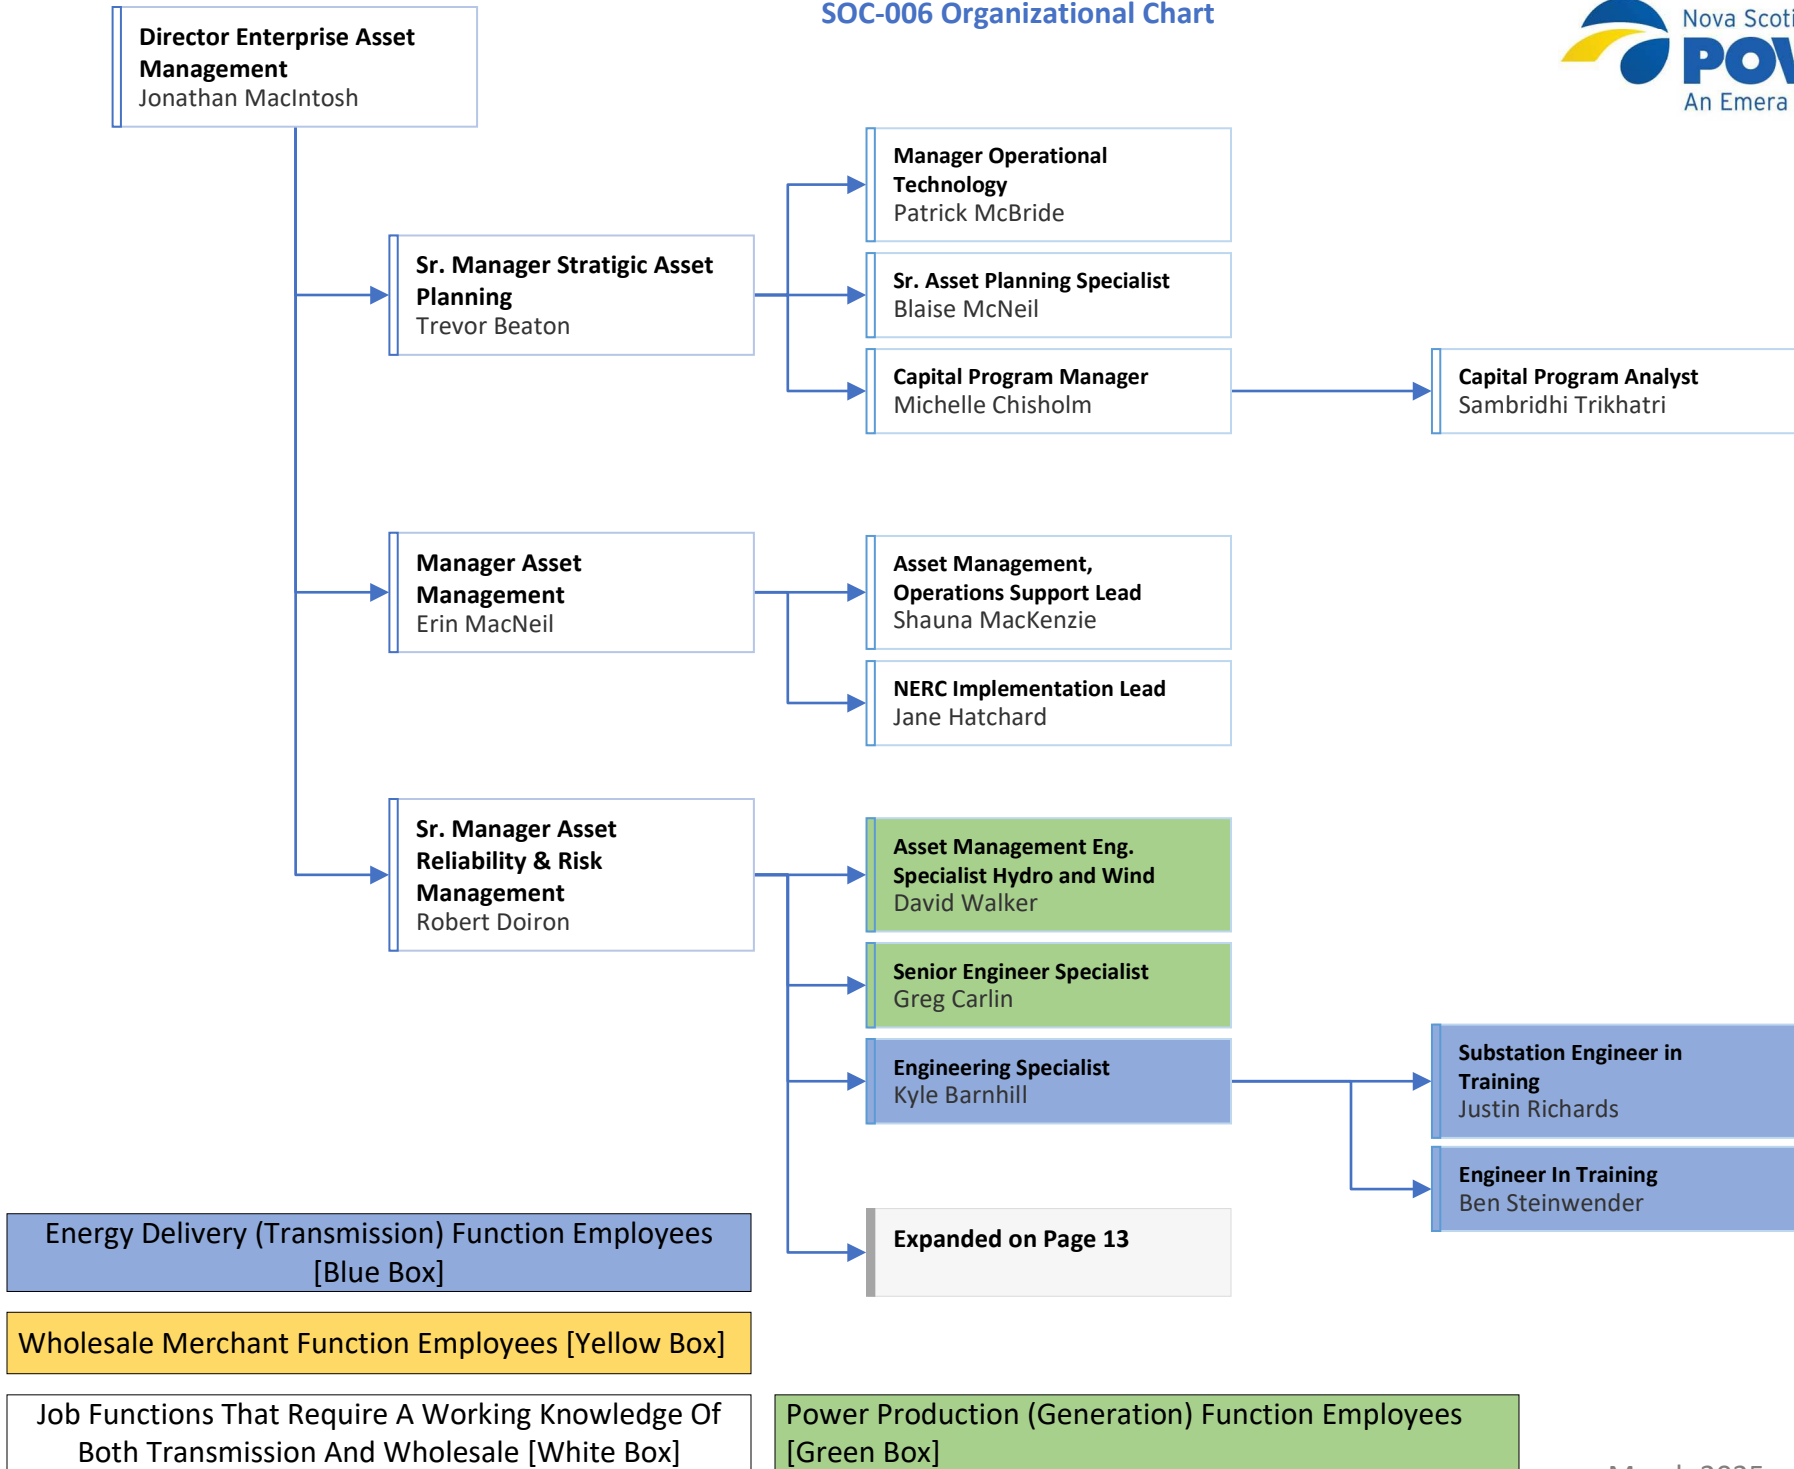 SOC-006 Organizational Chart
Nova Scoti
An Emera
Director Enterprise Asset
Management
Jonathan MacIntosh
Manager Operational
Technology
Patrick McBride
Sr. Manager Stratigic Asset
Planning
Trevor Beaton
Sr. Asset Planning Specialist
Blaise McNeil
Capital Program Manager
Michelle Chisholm
Capital Program Analyst
Sambridhi Trikhatri
Manager Asset
Management
Erin MacNeil
Asset Management,
Operations Support Lead
Shauna MacKenzie
NERC Implementation Lead
Jane Hatchard
Sr. Manager Asset
Reliability & Risk
Management
Robert Doiron
Asset Management Eng.
Specialist Hydro and Wind
David Walker
Senior Engineer Specialist
Greg Carlin
Engineering Specialist
Kyle Barnhill
Substation Engineer in
Training
Justin Richards
Engineer In Training
Ben Steinwender
Expanded on Page 13
Energy Delivery (Transmission) Function Employees
[Blue Box]
Wholesale Merchant Function Employees [Yellow Box]
Job Functions That Require A Working Knowledge Of
Both Transmission And Wholesale [White Box]
Power Production (Generation) Function Employees
[Green Box]
March 2025